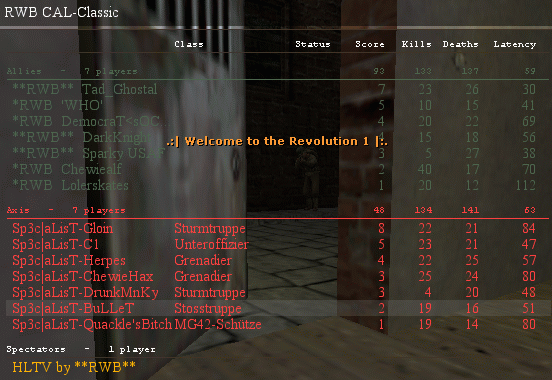 RWB CAL-Classic
Class Status Score Kills Deaths Latency
Allies - 7 players 93 133 137 59
**RWB** Tad_Ghostal 7 23 26 30
*RWB 'WHO' 5 10 15 41
*RWB DemocraT<sGC 4 20 22 69
**RWB** DarkKnight 4 15 18 56
.:| Welcome to the Revolution 1 |:.
**RWB** Sparky USAF 3 5 27 38
*RWB Chewiealf 2 40 17 70
*RWB Lolerskates 1 20 12 112
Axis - 7 players 48 134 141 63
Sp3c|aLisT-Gloin Sturmtruppe 8 22 21 84
Sp3c|aLisT-C1 Unteroffizier 5 23 21 47
Sp3c|aLisT-Herpes Grenadier 4 22 25 57
Sp3c|aLisT-ChewieHax Grenadier 3 25 24 80
Sp3c|aLisT-DrunkMnKy Sturmtruppe 3 4 20 48
Sp3c|aLisT-BuLLeT Stosstruppe 2 19 16 51
Sp3c|aLisT-Quackle'sBitch MG42-Schütze 1 19 14 80
Spectators - 1 player
HLTV by **RWB**